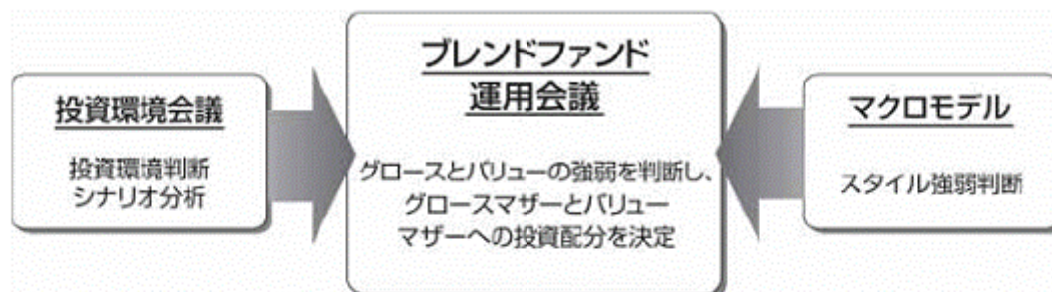 投資環境会議
投資環境判断
シナリオ分析
ブレンドファンド
運用会議
グロースとバリューの強弱を判断し、
グロースマザーとバリュー
マザーへの投資配分を決定
マクロモデル
スタイル強弱判断